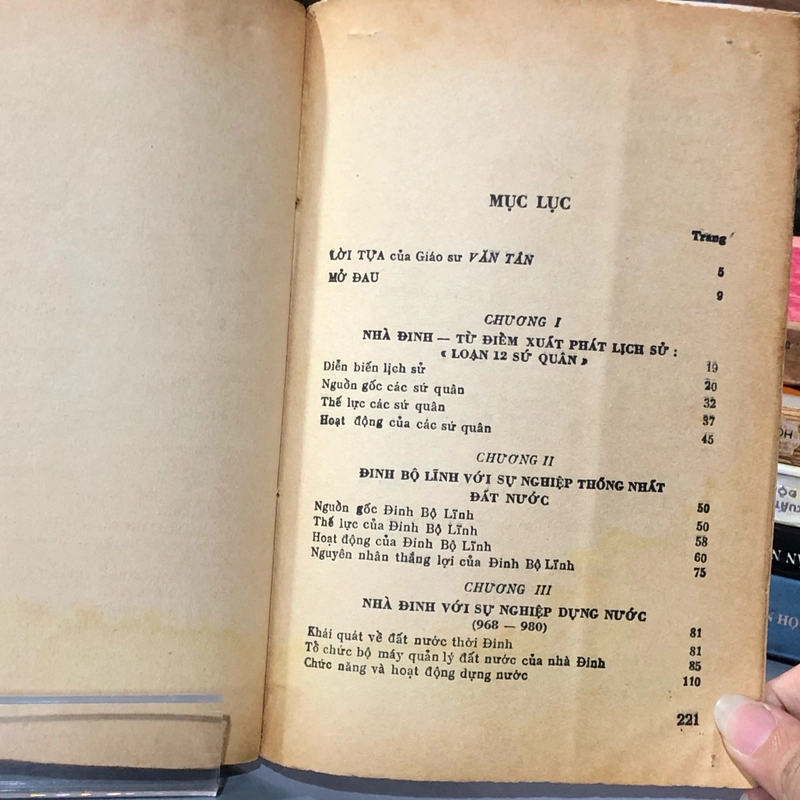 MỤC LỤC
Trang
LỜI TỰA của Giáo sư VĂN TÂN 5
MỞ ĐAU 9
CHƯƠNG I
NHÀ ĐINH — TỪ ĐIỂM XUẤT PHÁT LỊCH SỬ :
« LOẠN 12 SỨ QUÂN » 19
Diễn biến lịch sử 20
Nguồn gốc các sứ quân 32
Thế lực các sứ quân 37
Hoạt động của các sứ quân 45
CHƯƠNG II
ĐINH BỘ LĨNH VỚI SỰ NGHIỆP THỐNG NHẤT
ĐẤT NƯỚC 50
Nguồn gốc Đinh Bộ Lĩnh 50
Thế lực của Đinh Bộ Lĩnh 58
Hoạt động của Đinh Bộ Lĩnh 60
Nguyên nhân thắng lợi của Đinh Bộ Lĩnh 75
CHƯƠNG III
NHÀ ĐINH VỚI SỰ NGHIỆP DỰNG NƯỚC
(968 — 980) 81
Khái quát về đất nước thời Đinh 81
Tổ chức bộ máy quản lý đất nước của nhà Đinh 85
Chức năng và hoạt động dựng nước 110
221